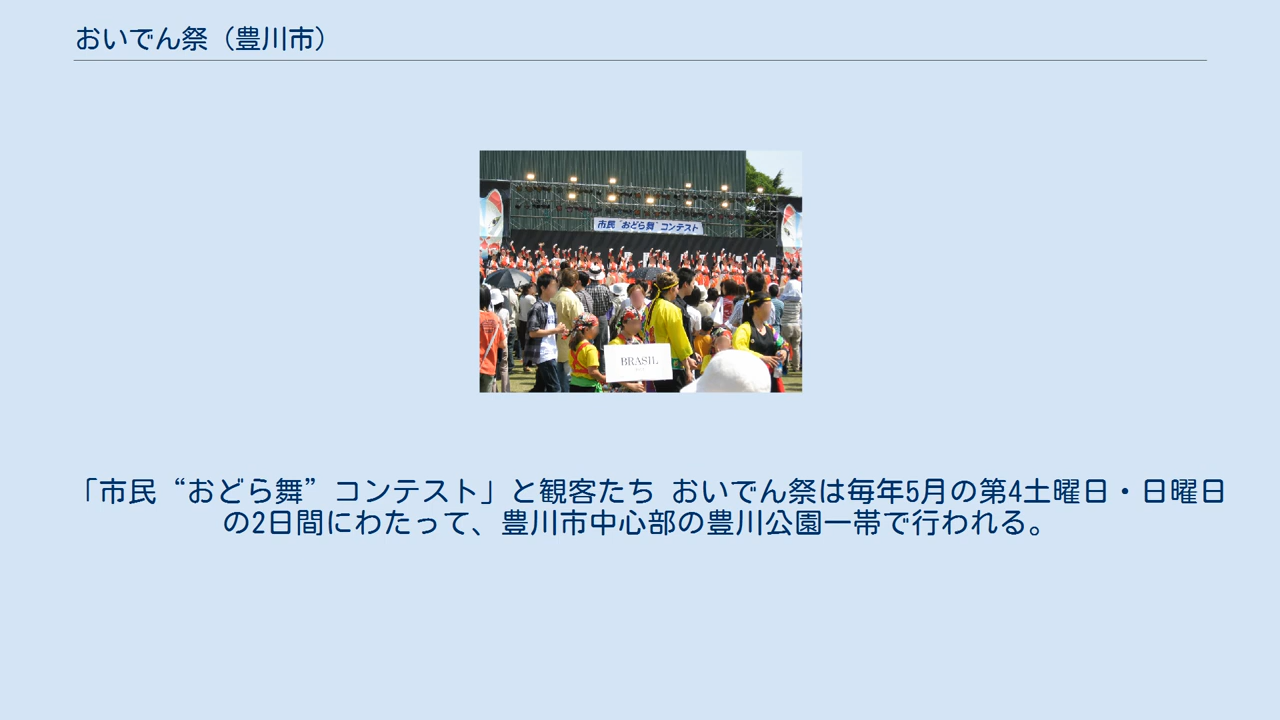 おいでん祭（豊川市）
市民“おどら舞”コンテスト
BRASIL
「市民“おどら舞”コンテスト」と観客たち おいでん祭は毎年5月の第4土曜日・日曜日
の2日間にわたって、豊川市中心部の豊川公園一帯で行われる。